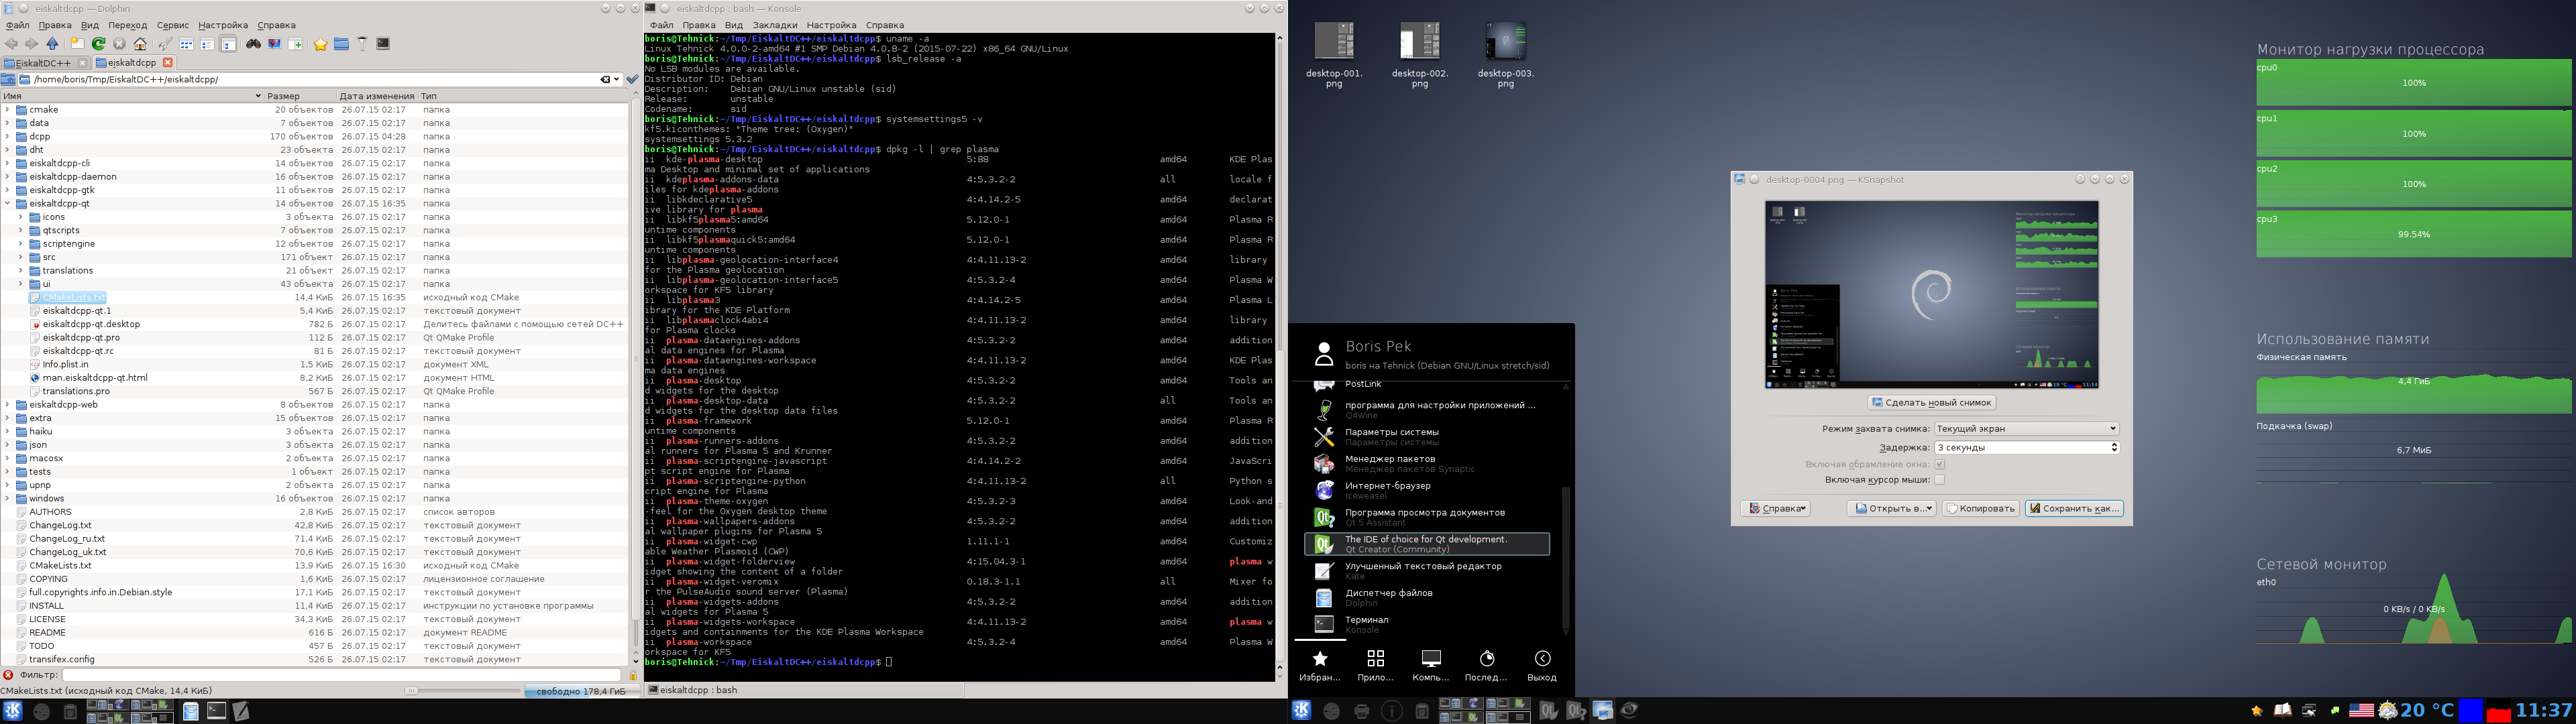 eiskaltdcpp — Dolphin
Файл Правка Вид Переход Сервис Настройка Справка
EiskaltDC++ eiskaltdcpp
/home/boris/Tmp/EiskaltDC++/eiskaltdcpp/
Имя Размер Дата изменения Тип
cmake 20 объектов 26.07.15 02:17 папка
data 7 объектов 26.07.15 02:17 папка
dcpp 170 объектов 26.07.15 04:28 папка
dht 23 объекта 26.07.15 02:17 папка
eiskaltdcpp-cli 14 объектов 26.07.15 02:17 папка
eiskaltdcpp-daemon 16 объектов 26.07.15 02:17 папка
eiskaltdcpp-gtk 11 объектов 26.07.15 02:17 папка
eiskaltdcpp-qt 14 объектов 26.07.15 16:35 папка
icons 3 объекта 26.07.15 02:17 папка
qtscripts 7 объектов 26.07.15 02:17 папка
scriptengine 12 объектов 26.07.15 02:17 папка
src 171 объект 26.07.15 02:17 папка
translations 21 объект 26.07.15 02:17 папка
ui 43 объекта 26.07.15 02:17 папка
CMakeLists.txt 14,4 КиБ 26.07.15 16:35 исходный код CMake
eiskaltdcpp-qt.1 5,4 КиБ 26.07.15 02:17 текстовый документ
eiskaltdcpp-qt.desktop 782 Б 26.07.15 02:17 Делитесь файлами с помощью сетей DC++
eiskaltdcpp-qt.pro 112 Б 26.07.15 02:17 Qt QMake Profile
eiskaltdcpp-qt.rc 81 Б 26.07.15 02:17 текстовый документ
Info.plist.in 1,5 КиБ 26.07.15 02:17 документ XML
man.eiskaltdcpp-qt.html 8,2 КиБ 26.07.15 02:17 документ HTML
translations.pro 567 Б 26.07.15 02:17 Qt QMake Profile
eiskaltdcpp-web 8 объектов 26.07.15 02:17 папка
extra 15 объектов 26.07.15 02:17 папка
haiku 3 объекта 26.07.15 02:17 папка
json 3 объекта 26.07.15 02:17 папка
macosx 2 объекта 26.07.15 02:17 папка
tests 1 объект 26.07.15 02:17 папка
upnp 2 объекта 26.07.15 02:17 папка
windows 16 объектов 26.07.15 02:17 папка
AUTHORS 2,8 КиБ 26.07.15 02:17 список авторов
ChangeLog.txt 42,8 КиБ 26.07.15 02:17 текстовый документ
ChangeLog_ru.txt 71,4 КиБ 26.07.15 02:17 текстовый документ
ChangeLog_uk.txt 70,6 КиБ 26.07.15 02:17 текстовый документ
CMakeLists.txt 13,9 КиБ 26.07.15 16:30 исходный код CMake
COPYING 1,6 КиБ 26.07.15 02:17 лицензионное соглашение
full.copyrights.info.in.Debian.style 17,1 КиБ 26.07.15 02:17 текстовый документ
INSTALL 11,4 КиБ 26.07.15 02:17 инструкции по установке программы
LICENSE 34,3 КиБ 26.07.15 02:17 текстовый документ
README 616 Б 26.07.15 02:17 документ README
TODO 457 Б 26.07.15 02:17 текстовый документ
transifex.config 526 Б 26.07.15 02:17 текстовый документ
Фильтр:
CMakeLists.txt (исходный код CMake, 14,4 КиБ) свободно 178,4 ГиБ
eiskaltdcpp : bash — Konsole
Файл Правка Вид Закладки Настройка Справка
boris@Tehnick:~/Tmp/EiskaltDC++/eiskaltdcpp$ uname -a
Linux Tehnick 4.0.0-2-amd64 #1 SMP Debian 4.0.8-2 (2015-07-22) x86_64 GNU/Linux
boris@Tehnick:~/Tmp/EiskaltDC++/eiskaltdcpp$ lsb_release -a
No LSB modules are available.
Distributor ID: Debian
Description: Debian GNU/Linux unstable (sid)
Release: unstable
Codename: sid
boris@Tehnick:~/Tmp/EiskaltDC++/eiskaltdcpp$ systemsettings5 -v
kf5.kiconthemes: "Theme tree: (Oxygen)"
systemsettings 5.3.2
boris@Tehnick:~/Tmp/EiskaltDC++/eiskaltdcpp$ dpkg -l | grep plasma
ii kde-plasma-desktop 5:88 amd64 KDE Plas
ma Desktop and minimal set of applications
ii kdeplasma-addons-data 4:5.3.2-2 all locale f
iles for kdeplasma-addons
ii libkdeclarative5 4:4.14.2-5 amd64 declarat
ive library for plasma
ii libkf5plasma5:amd64 5.12.0-1 amd64 Plasma R
untime components
ii libkf5plasmaquick5:amd64 5.12.0-1 amd64 Plasma R
untime components
ii libplasma-geolocation-interface4 4:4.11.13-2 amd64 library
for the Plasma geolocation
ii libplasma-geolocation-interface5 4:5.3.2-4 amd64 Plasma W
orkspace for KF5 library
ii libplasma3 4:4.14.2-5 amd64 Plasma L
ibrary for the KDE Platform
ii libplasmaclock4abi4 4:4.11.13-2 amd64 library
for Plasma clocks
ii plasma-dataengines-addons 4:5.3.2-2 amd64 addition
al data engines for Plasma
ii plasma-dataengines-workspace 4:4.11.13-2 amd64 KDE Plas
ma data engines
ii plasma-desktop 4:5.3.2-2 amd64 Tools an
d widgets for the desktop
ii plasma-desktop-data 4:5.3.2-2 all Tools an
d widgets for the desktop data files
ii plasma-framework 5.12.0-1 amd64 Plasma R
untime components
ii plasma-runners-addons 4:5.3.2-2 amd64 addition
al runners for Plasma 5 and Krunner
ii plasma-scriptengine-javascript 4:4.14.2-2 amd64 JavaScri
pt script engine for Plasma
ii plasma-scriptengine-python 4:4.11.13-2 all Python s
cript engine for Plasma
ii plasma-theme-oxygen 4:5.3.2-3 amd64 Look-and
-feel for the Oxygen desktop theme
ii plasma-wallpapers-addons 4:5.3.2-2 amd64 addition
al wallpaper plugins for Plasma 5
ii plasma-widget-cwp 1.11.1-1 amd64 Customiz
able Weather Plasmoid (CWP)
ii plasma-widget-folderview 4:15.04.3-1 amd64 plasma w
idget showing the content of a folder
ii plasma-widget-veromix 0.18.3-1.1 all Mixer fo
r the PulseAudio sound server (Plasma)
ii plasma-widgets-addons 4:5.3.2-2 amd64 addition
al widgets for Plasma 5
ii plasma-widgets-workspace 4:4.11.13-2 amd64 plasma w
idgets and containments for the KDE Plasma Workspace
ii plasma-workspace 4:5.3.2-4 amd64 Plasma W
orkspace for KF5
boris@Tehnick:~/Tmp/EiskaltDC++/eiskaltdcpp$
eiskaltdcpp : bash
desktop-001.png
desktop-002.png
desktop-003.png
Boris Pek
boris на Tehnick (Debian GNU/Linux stretch/sid)
PostLink
программа для настройки приложений ...
Q4Wine
Параметры системы
Параметры системы
Менеджер пакетов
Менеджер пакетов Synaptic
Интернет-браузер
Iceweasel
Программа просмотра документов
Qt 5 Assistant
The IDE of choice for Qt development.
Qt Creator (Community)
Улучшенный текстовый редактор
Kate
Диспетчер файлов
Dolphin
Терминал
Konsole
Избран... Прило... Компь... Послед... Выход
desktop-0004.png — KSnapshot
Сделать новый снимок
Режим захвата снимка: Текущий экран
Задержка: 3 секунды
Включая обрамление окна:
Включая курсор мыши:
Справка Открыть в... Копировать Сохранить как...
Монитор нагрузки процессора
cpu0
100%
cpu1
100%
cpu2
100%
cpu3
99.54%
Использование памяти
Физическая память
4,4 ГиБ
Подкачка (swap)
6,7 МиБ
Сетевой монитор
eth0
0 KB/s / 0 KB/s
20 °C 11:37